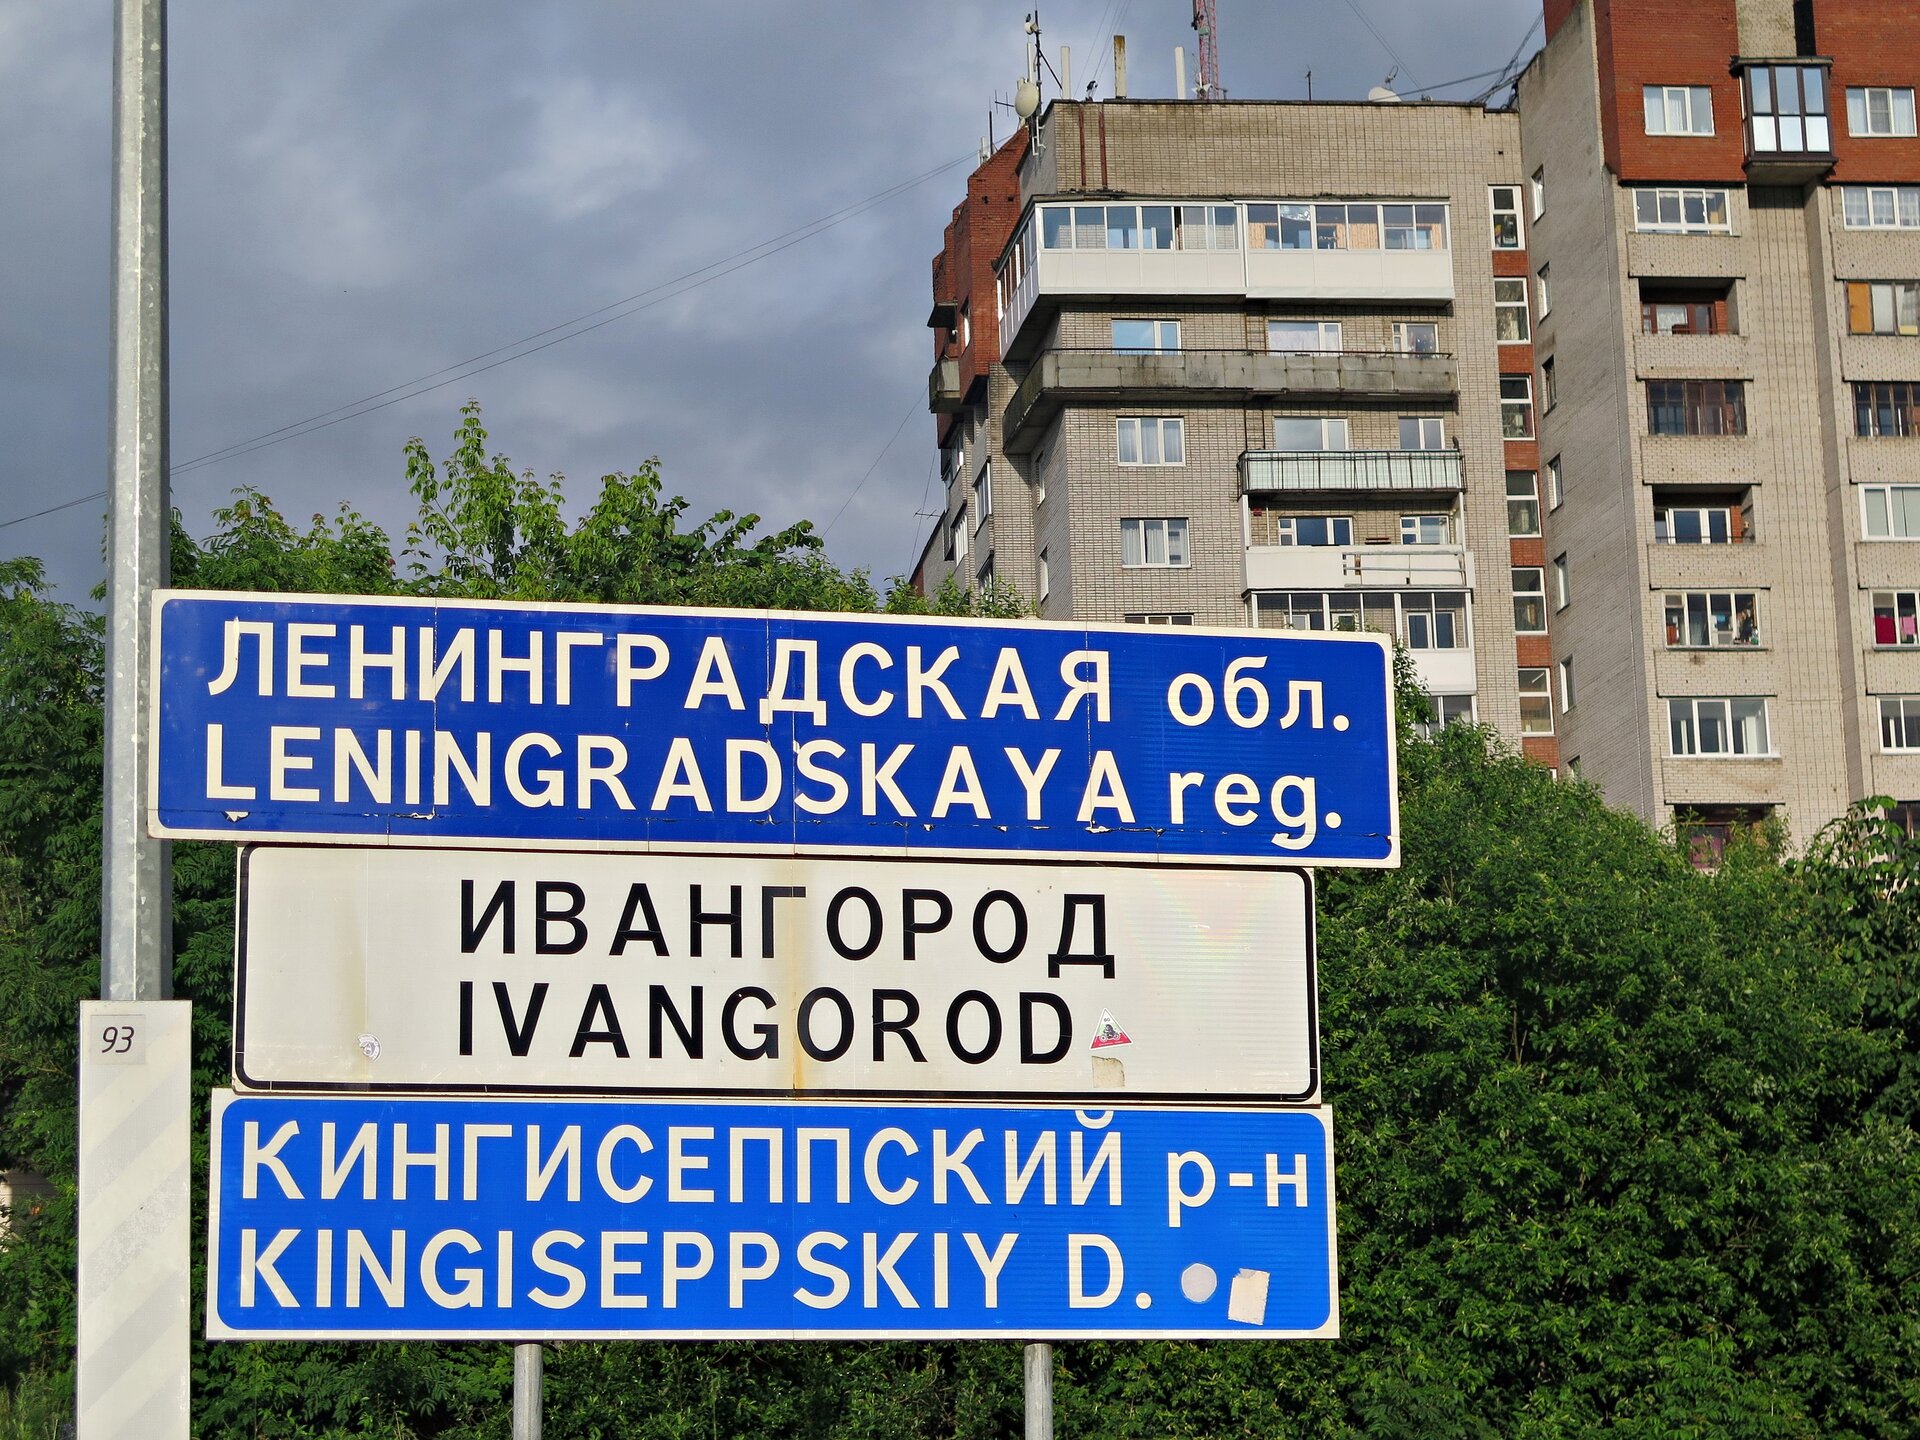 ЛЕНИНГРАДСКАЯ обл.
LENINGRADSKAYA reg.
ИВАНГОРОД
IVANGOROD
93
КИНГИСЕППСКИЙ р-н
KINGISEPPSKIY D.